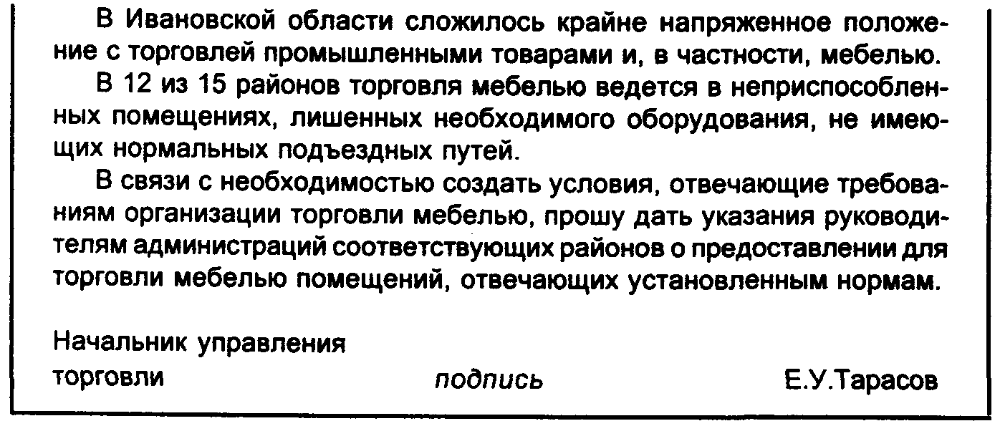 В Ивановской области сложилось крайне напряженное положе-
ние с торговлей промышленными товарами и, в частности, мебелью.
В 12 из 15 районов торговля мебелью ведется в неприспособлен-
ных помещениях, лишенных необходимого оборудования, не имею-
щих нормальных подъездных путей.
В связи с необходимостью создать условия, отвечающие требова-
ниям организации торговли мебелью, прошу дать указания руководи-
телям администраций соответствующих районов о предоставлении для
торговли мебелью помещений, отвечающих установленным нормам.
Начальник управления
торговли подпись Е.У.Тарасов